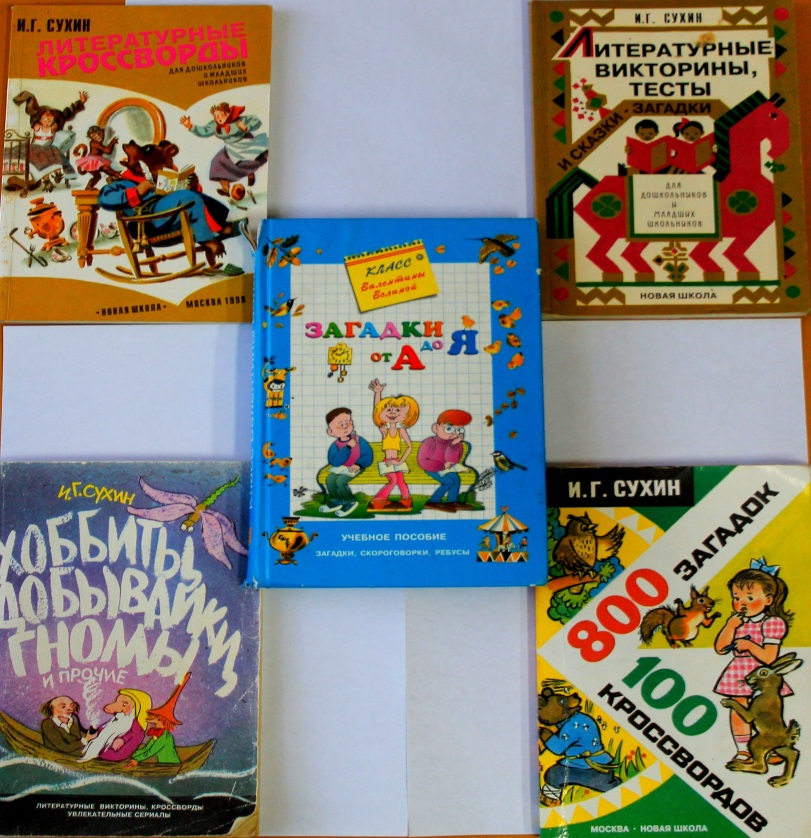 И.Г. СУХИН
ЛИТЕРАТУРНЫЕ
КРОССВОРДЫ
ДЛЯ ДОШКОЛЬНИКОВ
И МЛАДШИХ
ШКОЛЬНИКОВ
• НОВАЯ ШКОЛА • МОСКВА 1998
И.Г. СУХИН
ЛИТЕРАТУРНЫЕ
ВИКТОРИНЫ,
ТЕСТЫ
И СКАЗКИ - ЗАГАДКИ
ДЛЯ
ДОШКОЛЬНИКОВ
И
МЛАДШИХ
ШКОЛЬНИКОВ
НОВАЯ ШКОЛА
КЛАСС
Валентины
Волиной
ЗАГАДКИ
ОТ А ДО Я
УЧЕБНОЕ ПОСОБИЕ
ЗАГАДКИ, СКОРОГОВОРКИ, РЕБУСЫ
И.Г. СУХИН
ХОББИТЫ,
ДОБЫВАЙКИ,
ГНОМЫ
И ПРОЧИЕ
ЛИТЕРАТУРНЫЕ ВИКТОРИНЫ, КРОССВОРДЫ
УВЛЕКАТЕЛЬНЫЕ СЕРИАЛЫ
И.Г. СУХИН
800 ЗАГАДОК
100 КРОССВОРДОВ
МОСКВА • НОВАЯ ШКОЛА